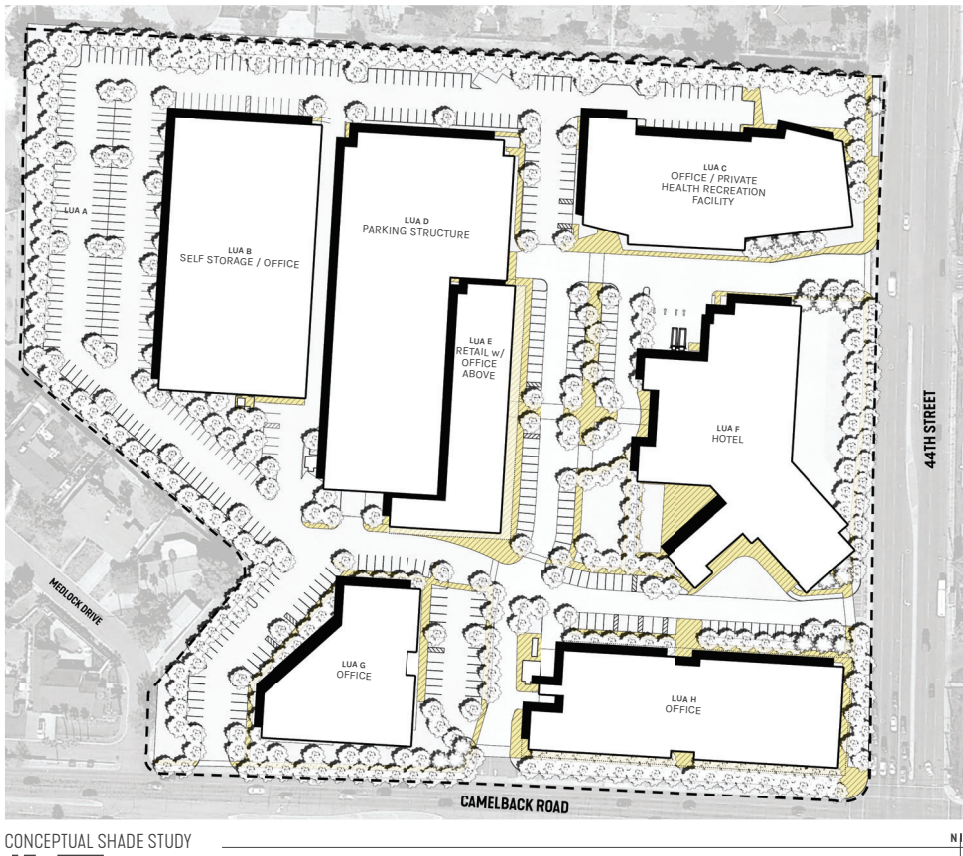 LUA A
LUA B
SELF STORAGE / OFFICE
LUA D
PARKING STRUCTURE
LUA C
OFFICE / PRIVATE
HEALTH RECREATION
FACILITY
LUA E
RETAIL w/
OFFICE
ABOVE
LUA F
HOTEL
44TH STREET
MEDLOCK DRIVE
LUA G
OFFICE
LUA H
OFFICE
CAMELBACK ROAD
CONCEPTUAL SHADE STUDY
N